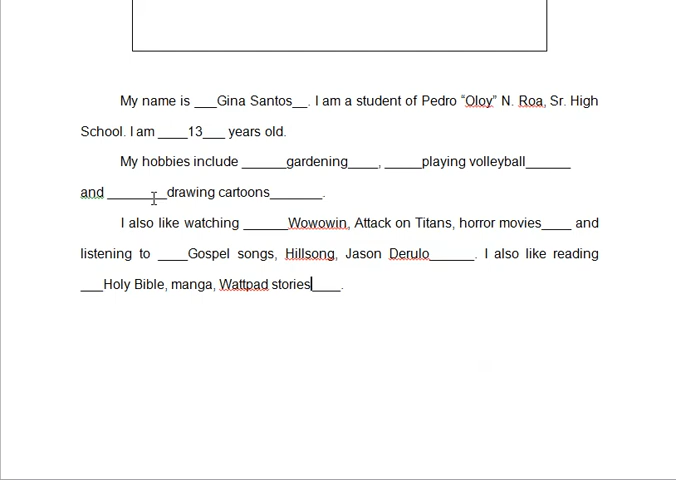 My name is ___Gina Santos__. I am a student of Pedro “Oloy” N. Roa, Sr. High
School. I am ____13___ years old.
My hobbies include ______gardening____, _____playing volleyball______
and ________drawing cartoons_______.
I also like watching ______Wowowin, Attack on Titans, horror movies____ and
listening to ____Gospel songs, Hillsong, Jason Derulo______. I also like reading
___Holy Bible, manga, Wattpad stories____.